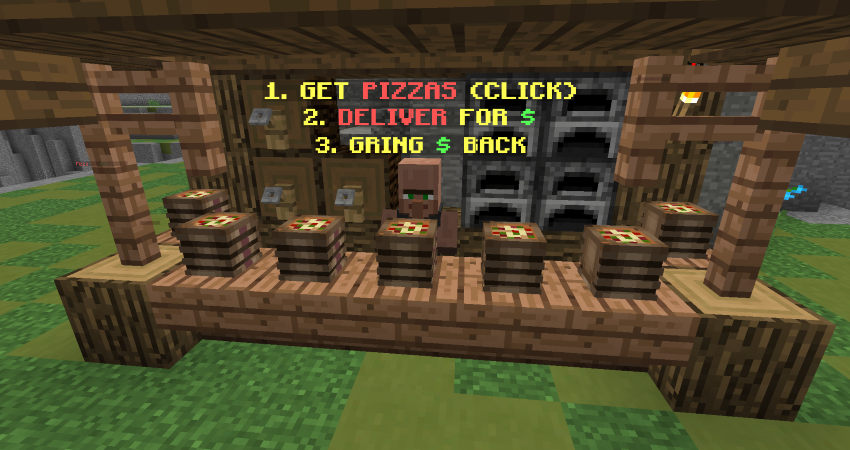 1. GET PIZZAS (CLICK)
2. DELIVER FOR $
3. GRING $ BACK